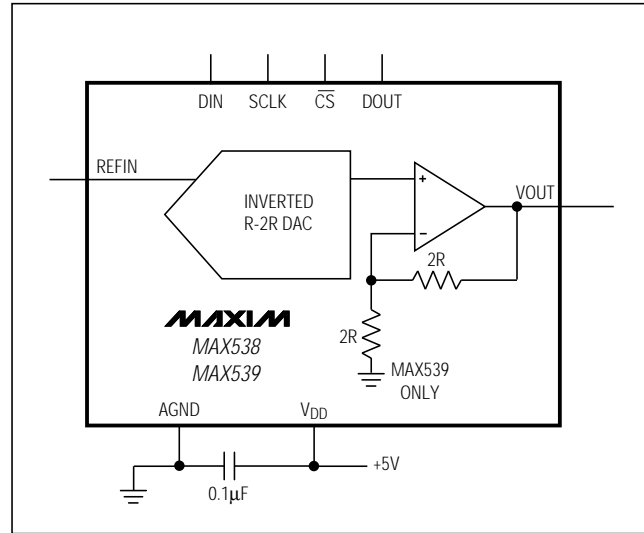 DIN SCLK CS DOUT
REFIN
INVERTED
R-2R DAC
+
−
VOUT
2R
2R
MAX539
ONLY
MAXIM
MAX538
MAX539
AGND VDD
+5V
0.1µF